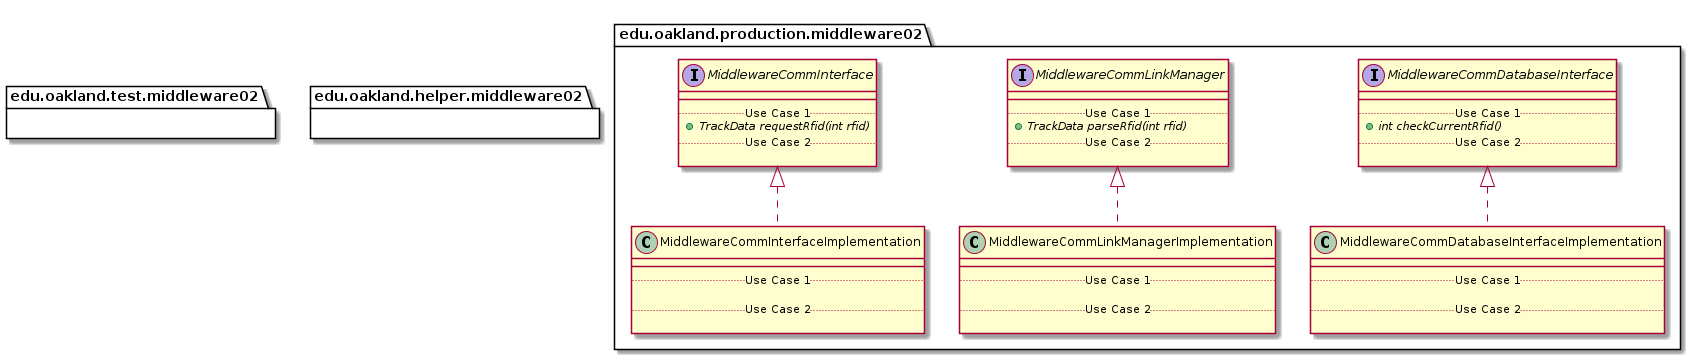 edu.oakland.test.middleware02
edu.oakland.helper.middleware02
edu.oakland.production.middleware02
I MiddlewareCommInterface
Use Case 1
TrackData requestRfid(int rfid)
Use Case 2
I MiddlewareCommLinkManager
Use Case 1
TrackData parseRfid(int rfid)
Use Case 2
I MiddlewareCommDatabaseInterface
Use Case 1
int checkCurrentRfid()
Use Case 2
C MiddlewareCommInterfaceImplementation
Use Case 1
Use Case 2
C MiddlewareCommLinkManagerImplementation
Use Case 1
Use Case 2
C MiddlewareCommDatabaseInterfaceImplementation
Use Case 1
Use Case 2